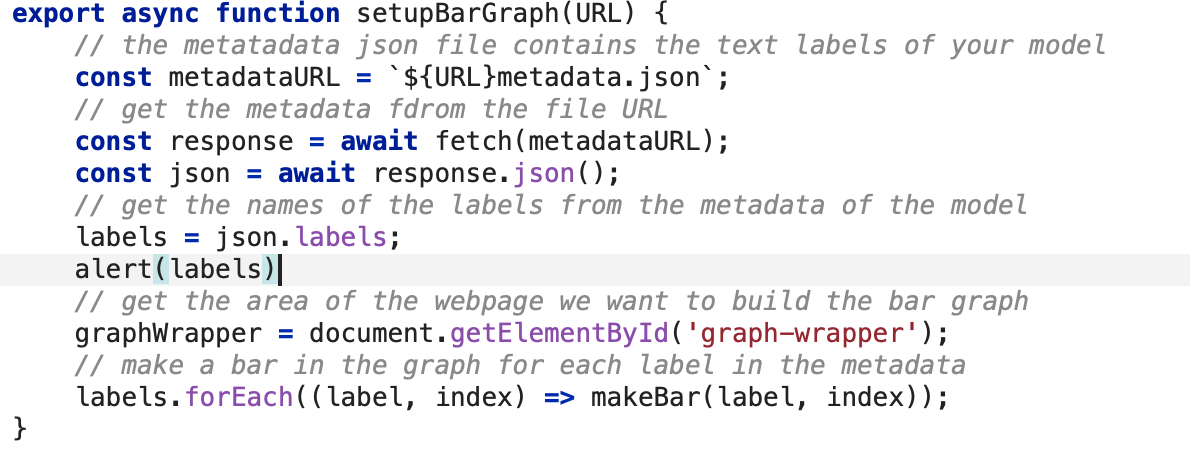 export async function setupBarGraph(URL) {
    // the metatadata json file contains the text labels of your model
    const metadataURL = `${URL}metadata.json`;
    // get the metadata fdrom the file URL
    const response = await fetch(metadataURL);
    const json = await response.json();
    // get the names of the labels from the metadata of the model
    labels = json.labels;
    alert(labels)
    // get the area of the webpage we want to build the bar graph
    graphWrapper = document.getElementById('graph-wrapper');
    // make a bar in the graph for each label in the metadata
    labels.forEach((label, index) => makeBar(label, index));
}